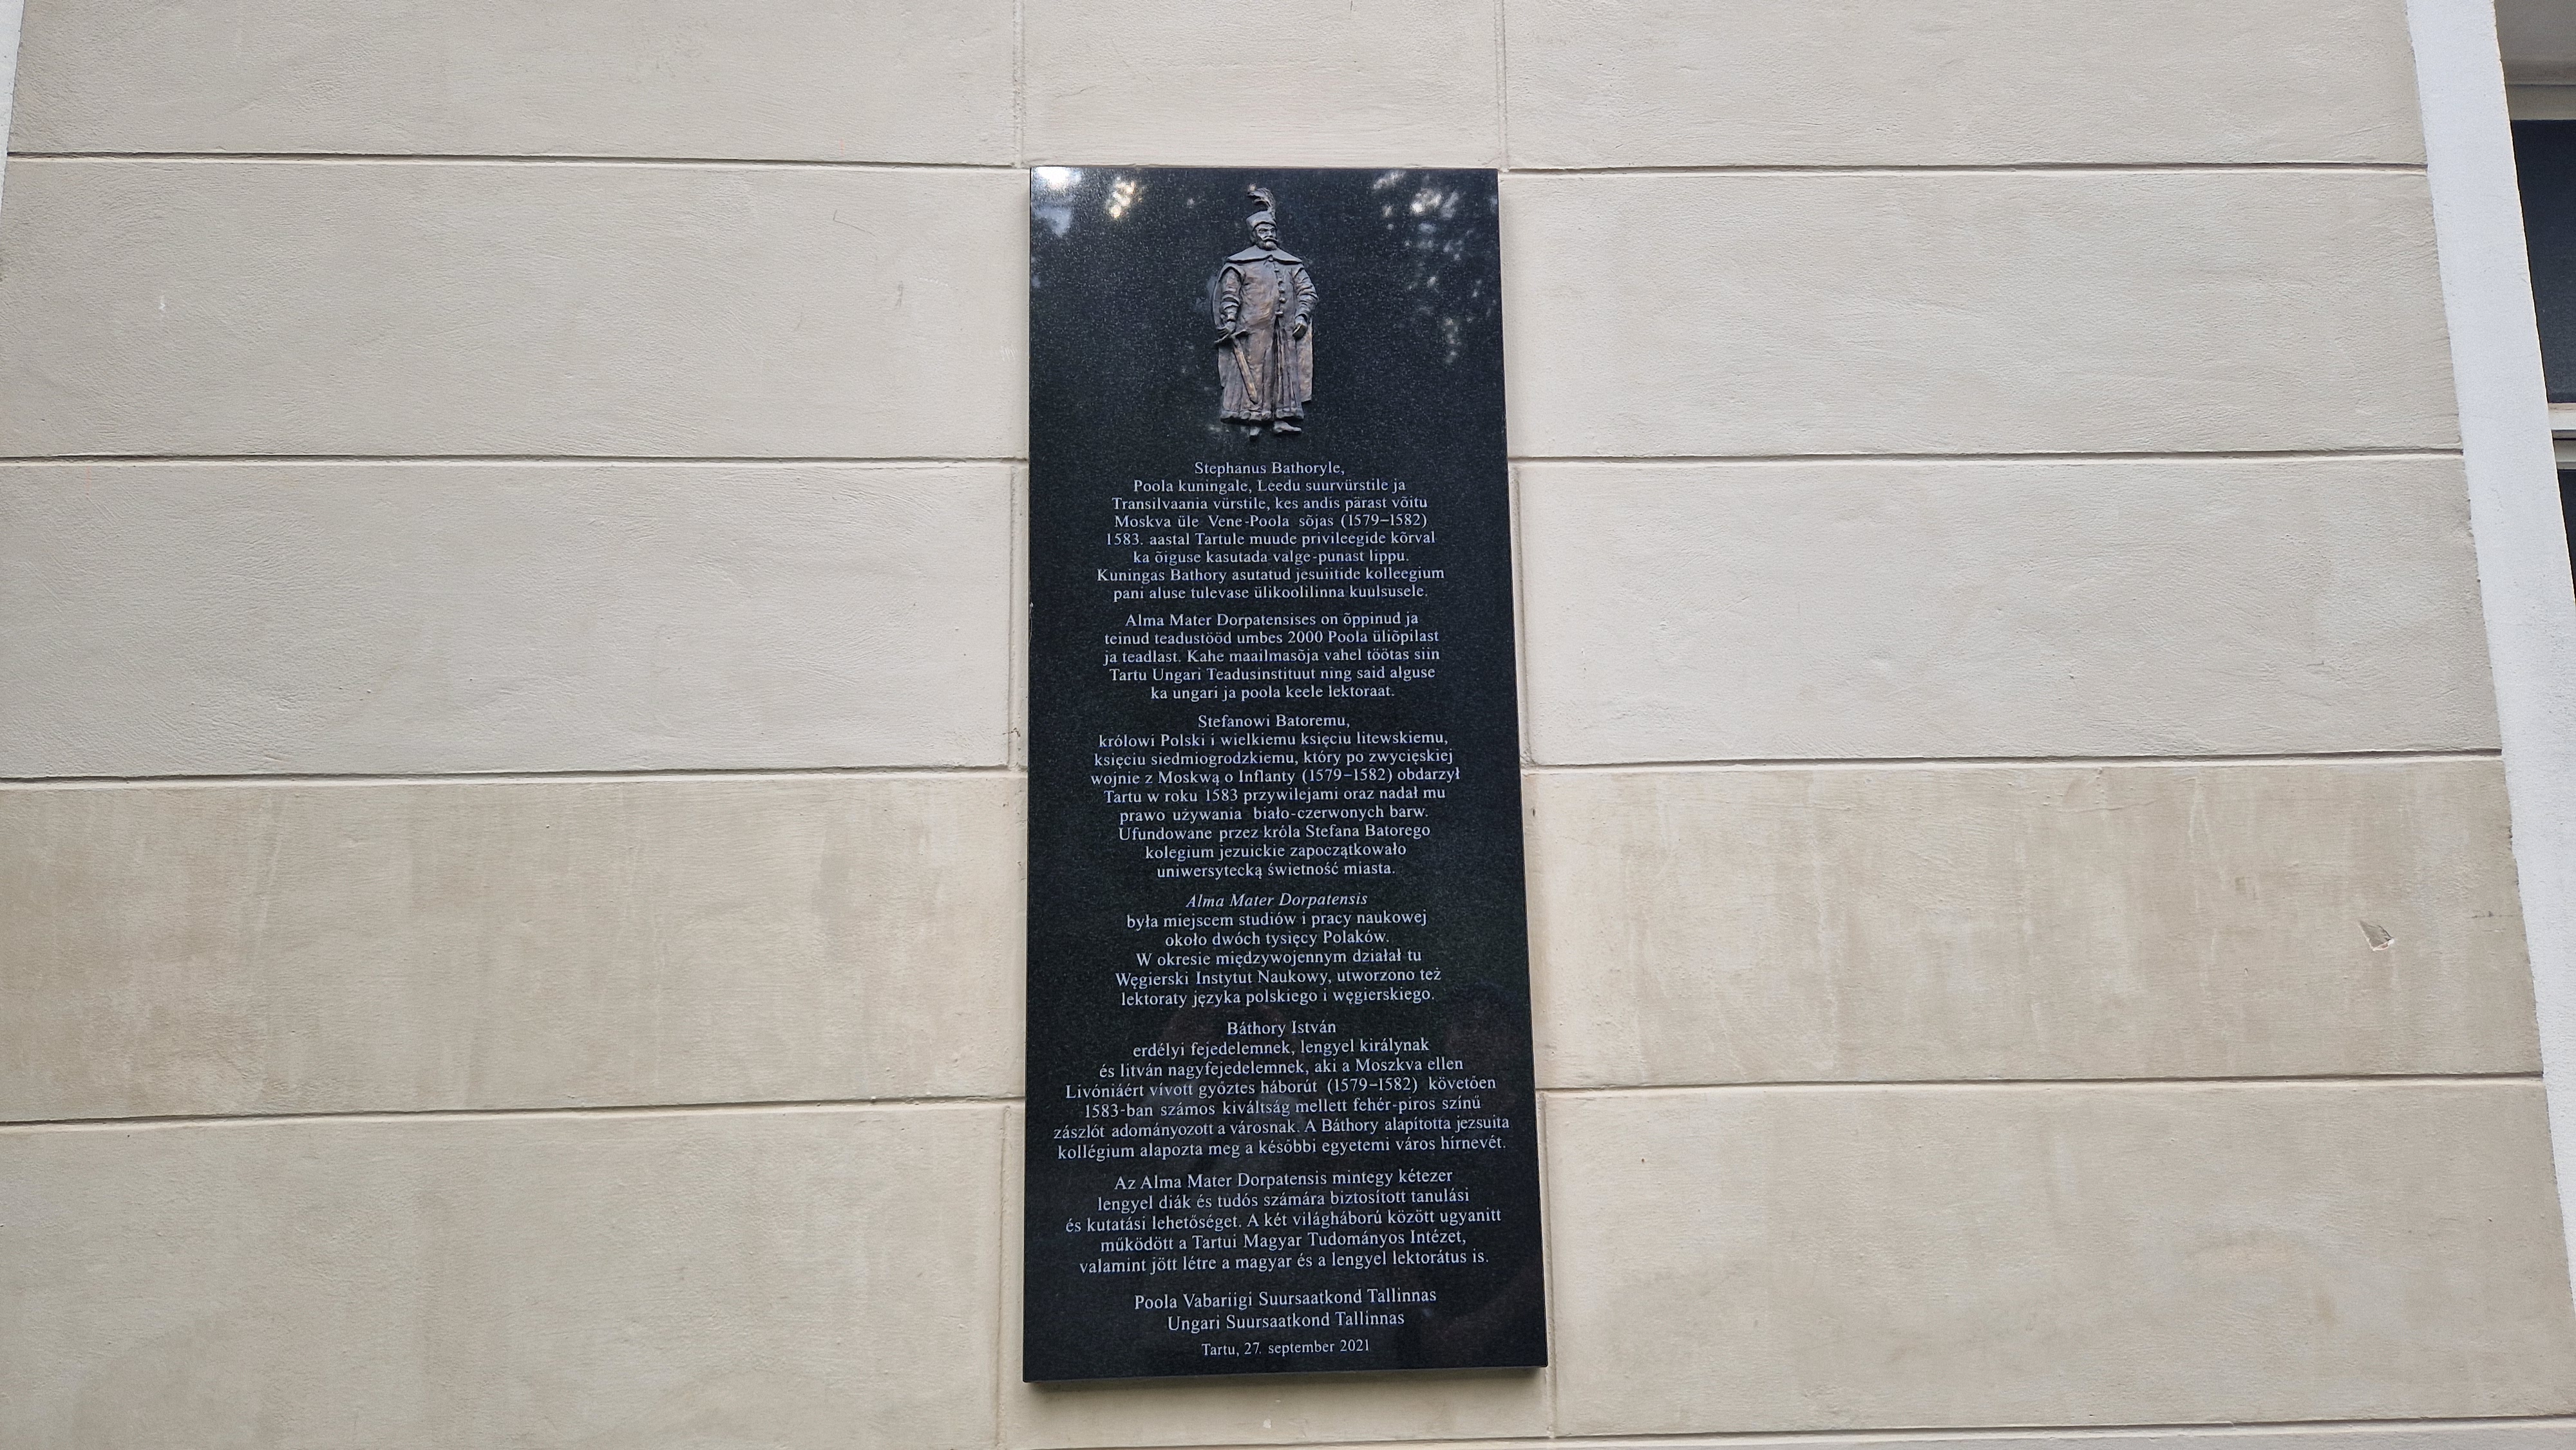 Stephanus Bathoryle,
Poola kuningale, Leedu suurvürstile ja
Transilvaania vürstile, kes andis pärast võitu
Moskva üle Vene-Poola sõjas (1579–1582)
1583. aastal Tartule muude privileegide kõrval
ka õiguse kasutada valge-punast lippu.
Kuningas Bathory asutatud jesuiitide kolleegium
pani aluse tulevase ülikoolilinna kuulsusele.
Alma Mater Dorpatensises on õppinud ja
teinud teadustööd umbes 2000 Poola üliõpilast
ja teadlast. Kahe maailmasõja vahel töötas siin
Tartu Ungari Teadusinstituut ning said alguse
ka ungari ja poola keele lektoraat.
Stefanowi Batoremu,
królowi Polski i wielkiemu księciu litewskiemu,
księciu siedmiogrodzkiemu, który po zwycięskiej
wojnie z Moskwą o Inflanty (1579–1582) obdarzył
Tartu w roku 1583 przywilejami oraz nadał mu
prawo używania biało-czerwonych barw.
Ufundowane przez króla Stefana Batorego
kolegium jezuickie zapoczątkowało
uniwersytecką świetność miasta.
Alma Mater Dorpatensis
była miejscem studiów i pracy naukowej
około dwóch tysięcy Polaków.
W okresie międzywojennym działał tu
Węgierski Instytut Naukowy, utworzono też
lektoraty języka polskiego i węgierskiego.
Báthory István
erdélyi fejedelemnek, lengyel királynak
és litván nagyfejedelemnek, aki a Moszkva ellen
Livóniáért vívott győztes háborút (1579–1582) követően
1583-ban számos kiváltság mellett fehér-piros színű
zászlót adományozott a városnak. A Báthory alapította jezsuita
kollégium alapozta meg a későbbi egyetemi város hírnevét.
Az Alma Mater Dorpatensis mintegy kétezer
lengyel diák és tudós számára biztosított tanulási
és kutatási lehetőséget. A két világháború között ugyanitt
működött a Tartui Magyar Tudományos Intézet,
valamint jött létre a magyar és a lengyel lektorátus is.
Poola Vabariigi Suursaatkond Tallinnas
Ungari Suursaatkond Tallinnas
Tartu, 27. september 2021